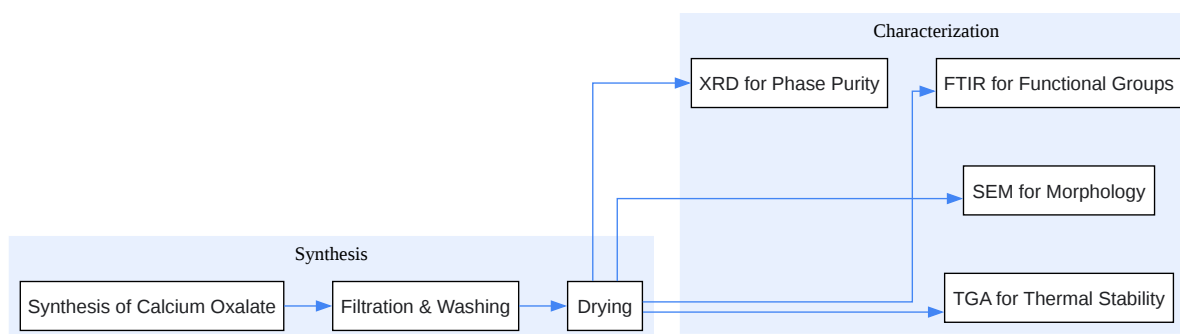 Characterization
XRD for Phase Purity
FTIR for Functional Groups
SEM for Morphology
Synthesis
Synthesis of Calcium Oxalate
Filtration & Washing
Drying
TGA for Thermal Stability